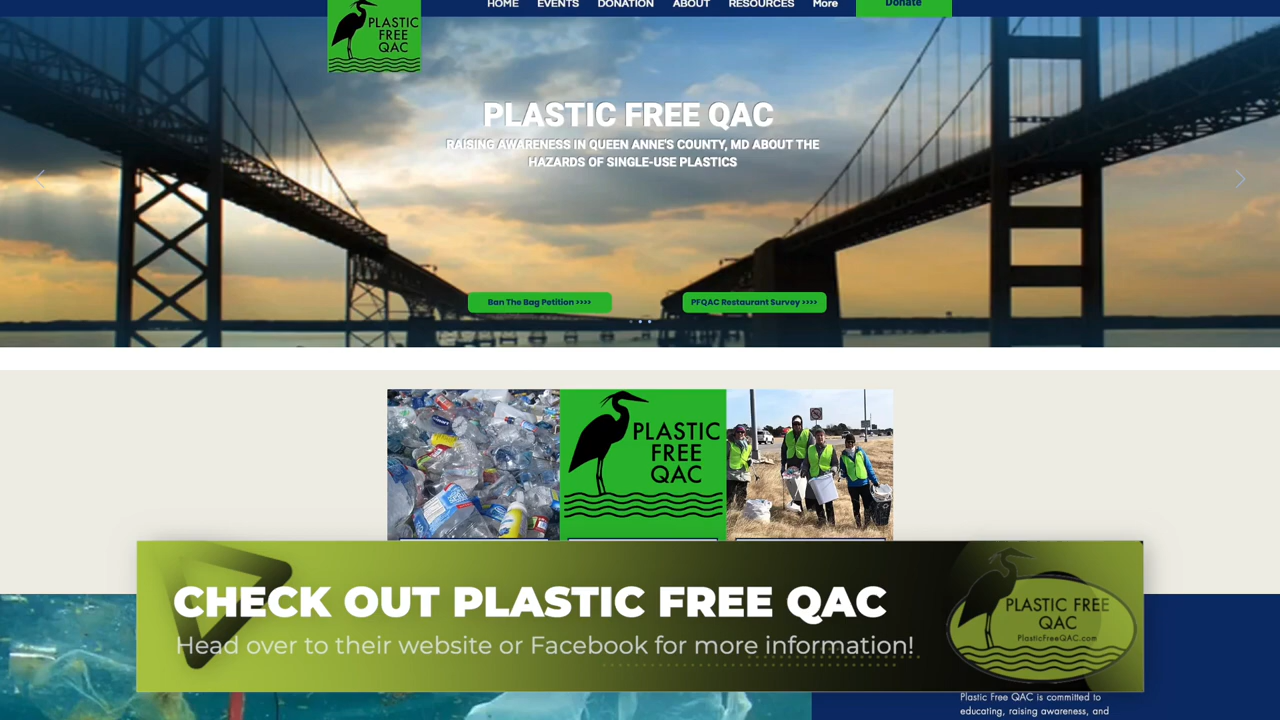 HOME EVENTS DONATION ABOUT RESOURCES More Donate
PLASTIC
FREE
QAC
PLASTIC FREE QAC
RAISING AWARENESS IN QUEEN ANNE'S COUNTY, MD ABOUT THE
HAZARDS OF SINGLE-USE PLASTICS
Ban The Bag Petition >>>>
PFQAC Restaurant Survey >>>>
PLASTIC
FREE
QAC
CHECK OUT PLASTIC FREE QAC
Head over to their website or Facebook for more information!
PLASTIC FREE
QAC
PlasticFreeQAC.com
Plastic Free QAC is committed to
educating, raising awareness, and